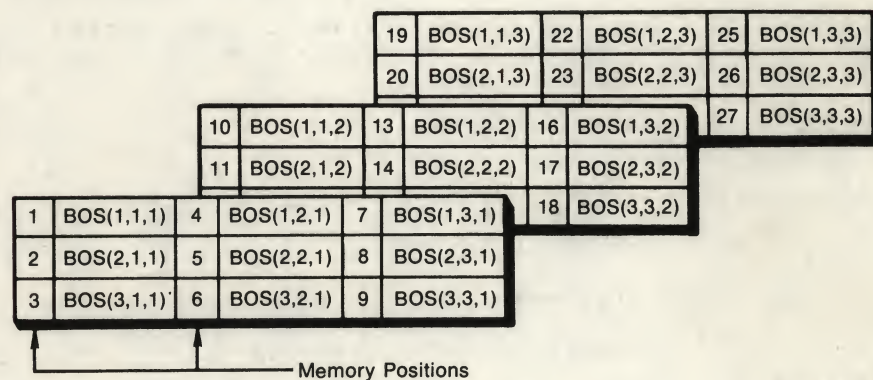 19 BOS(1,1,3) 22 BOS(1,2,3) 25 BOS(1,3,3)
20 BOS(2,1,3) 23 BOS(2,2,3) 26 BOS(2,3,3)
27 BOS(3,3,3)
10 BOS(1,1,2) 13 BOS(1,2,2) 16 BOS(1,3,2)
11 BOS(2,1,2) 14 BOS(2,2,2) 17 BOS(2,3,2)
18 BOS(3,3,2)
1 BOS(1,1,1) 4 BOS(1,2,1) 7 BOS(1,3,1)
2 BOS(2,1,1) 5 BOS(2,2,1) 8 BOS(2,3,1)
3 BOS(3,1,1) 6 BOS(3,2,1) 9 BOS(3,3,1)
Memory Positions